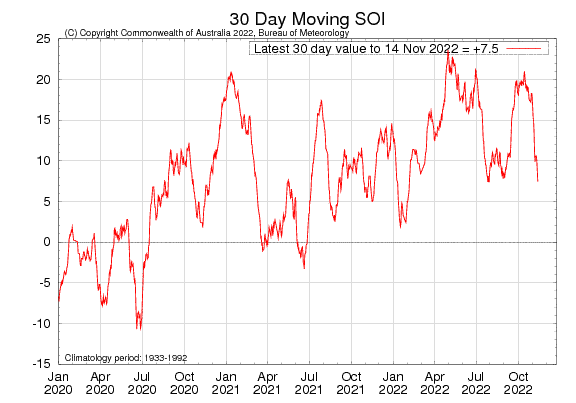 30 Day Moving SOI
(C) Copyright Commonwealth of Australia 2022, Bureau of Meteorology
Latest 30 day value to 14 Nov 2022 = +7.5
25
20
15
10
5
0
-5
-10
-15
Climatology period: 1933-1992
Jan Apr Jul Oct Jan Apr Jul Oct Jan Apr Jul Oct
2020 2020 2020 2020 2021 2021 2021 2021 2022 2022 2022 2022